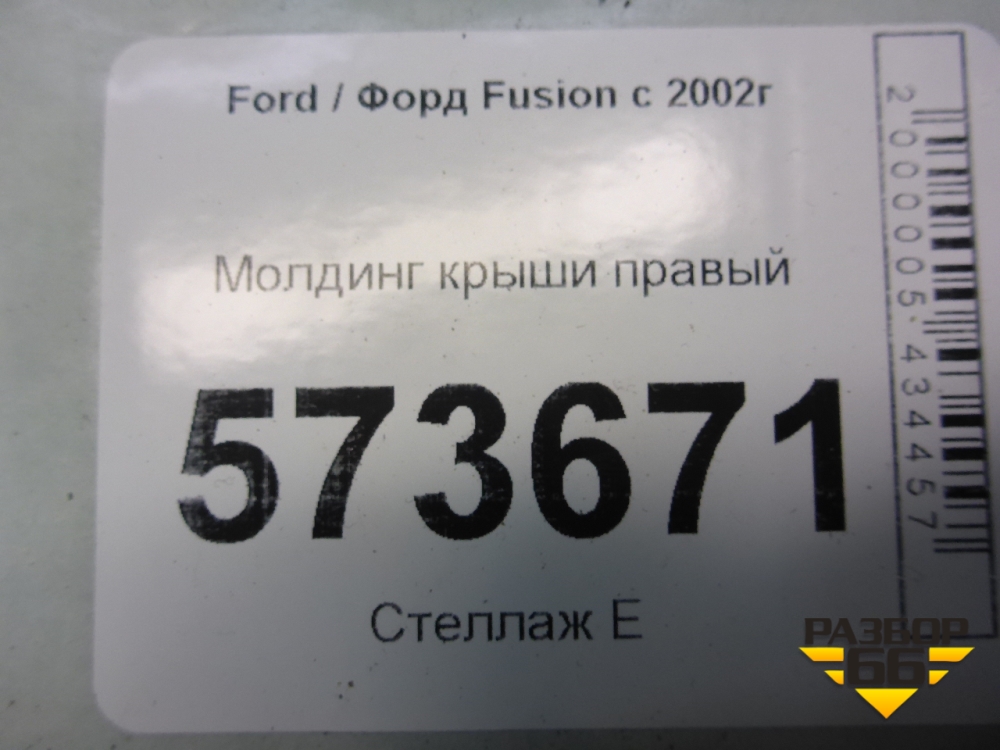 Ford / Форд Fusion с 2002г
Молдинг крыши правый
573671
Стеллаж Е
2000005434457
РАЗБОР
66